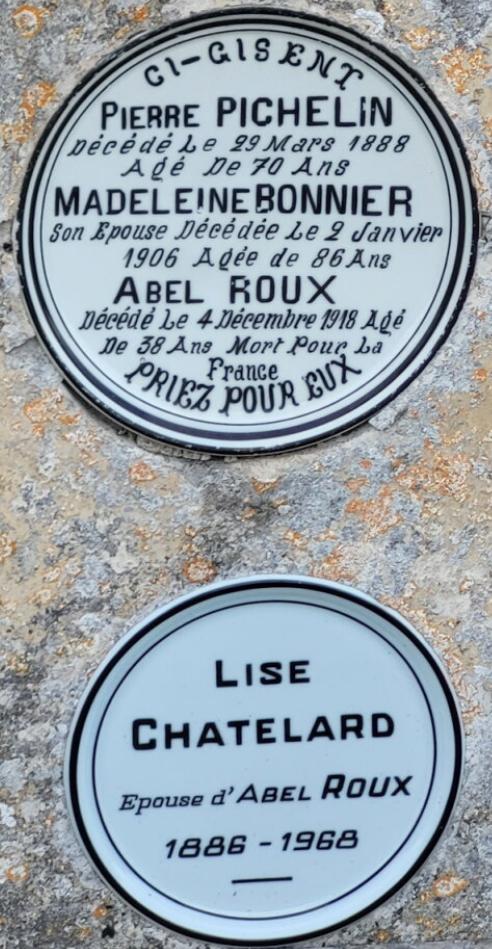 CI-GISENT
PIERRE PICHELIN
Décédé Le 29 Mars 1888
Agé De 70 Ans
MADELEINE BONNIER
Son Epouse Décédée Le 2 Janvier
1906 Agée de 86 Ans
ABEL ROUX
Décédé Le 4 Décembre 1918 Agé
De 38 Ans Mort Pour La
France
PRIEZ POUR EUX
LISE
CHATELARD
Epouse d'ABEL ROUX
1886 - 1968